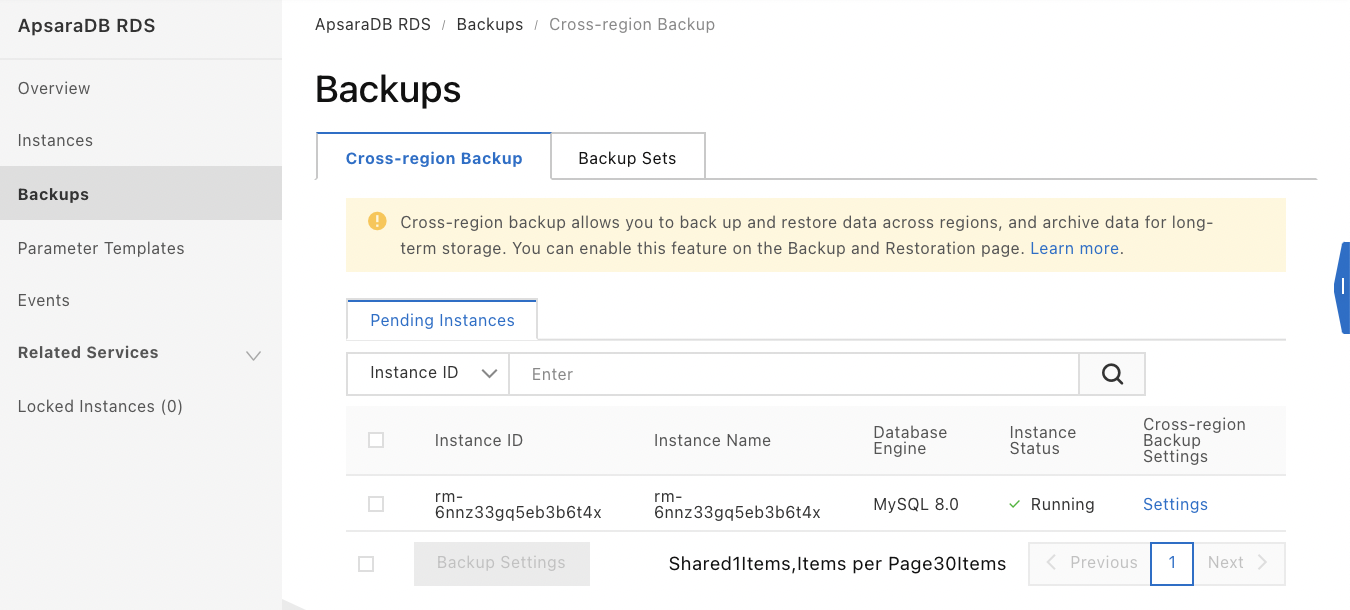 ApsaraDB RDS
Overview
Instances
Backups
Parameter Templates
Events
Related Services
Locked Instances (0)
ApsaraDB RDS / Backups / Cross-region Backup
Backups
Cross-region Backup
Backup Sets
Cross-region backup allows you to back up and restore data across regions, and archive data for long-
term storage. You can enable this feature on the Backup and Restoration page. Learn more.
Pending Instances
Instance ID
Enter
Instance ID
Instance Name
Database
Engine
Instance
Status
Cross-region
Backup
Settings
rm-
6nnz33gq5eb3b6t4x
rm-
6nnz33gq5eb3b6t4x
MySQL 8.0
Running
Settings
Backup Settings
Shared1Items,Items per Page30Items
Previous
1
Next